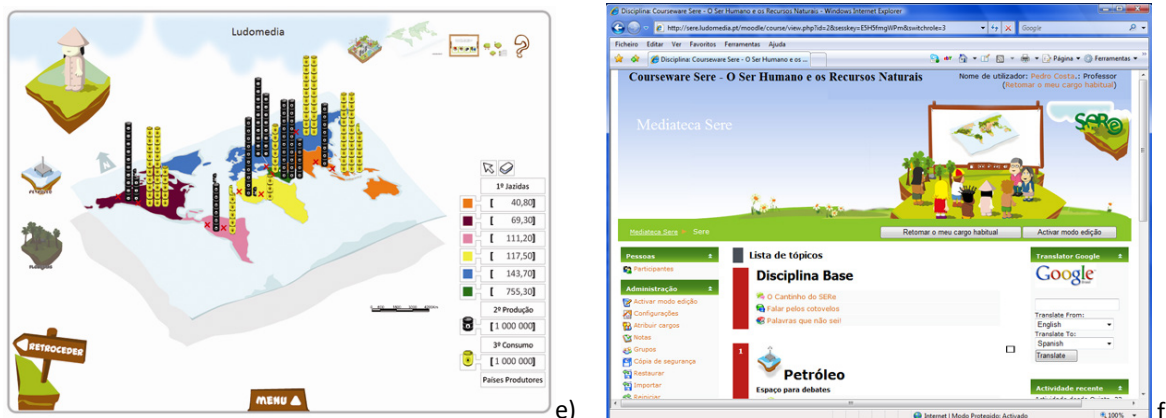 Ludomedia
1º Jazidas
[ 40,80]
[ 69,30]
[ 111,20]
[ 117,50]
[ 143,70]
[ 755,30]
2º Produção
[1 000 000]
3º Consumo
[1 000 000]
Países Produtores
RETROCEDER
MENU
e)
Disciplina: Courseware Sere - O Ser Humano e os Recursos Naturais - Windows Internet Explorer
http://sere.ludomedia.pt/moodle/course/view.php?id=2&sesskey=E5H5fmgWPm&switchrole=3
Google
Ficheiro Editar Ver Favoritos Ferramentas Ajuda
Disciplina: Courseware Sere - O Ser Humano e os ...
Página Ferramentas
Courseware Sere - O Ser Humano e os Recursos Naturais
Nome de utilizador: Pedro Costa.: Professor
(Retomar o meu cargo habitual)
Mediateca Sere
SeRe
Mediateca Sere Sere
Retomar o meu cargo habitual
Activar modo edição
Pessoas
Participantes
Administração
Activar modo edição
Configurações
Atribuir cargos
Notas
Grupos
Cópia de segurança
Restaurar
Importar
Reiniciar
Lista de tópicos
Disciplina Base
O Cantinho do SERe
Falar pelos cotovelos
Palavras que não sei!
1
Petróleo
Espaço para debates
Translator Google
Google
Translate From:
English
Translate To:
Spanish
Translate
Actividade recente
Internet | Modo Protegido: Activado
100%
f